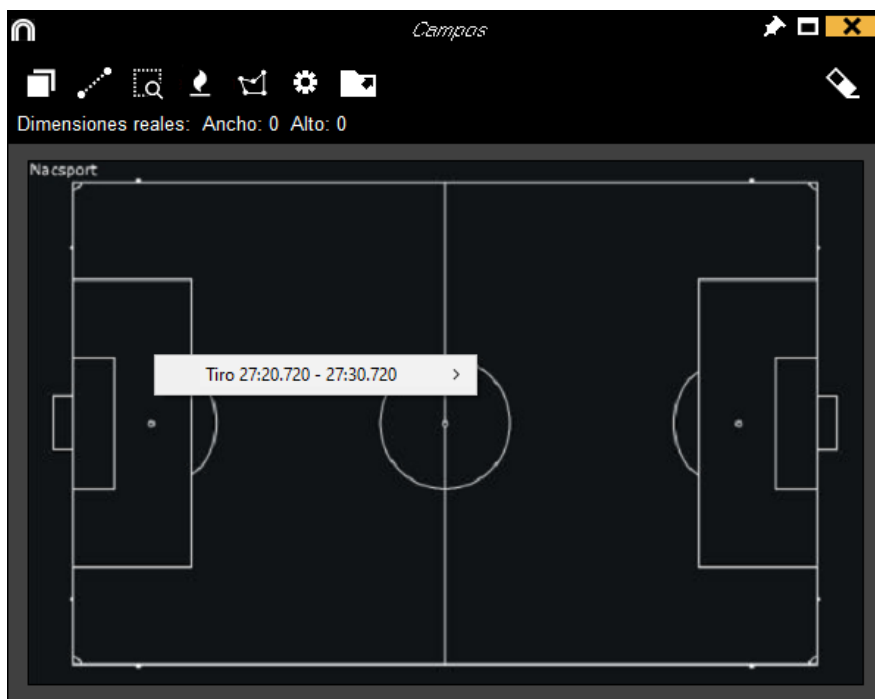 Campos
Dimensiones reales: Ancho: 0 Alto: 0
Nacsport
Tiro 27:20.720 - 27:30.720